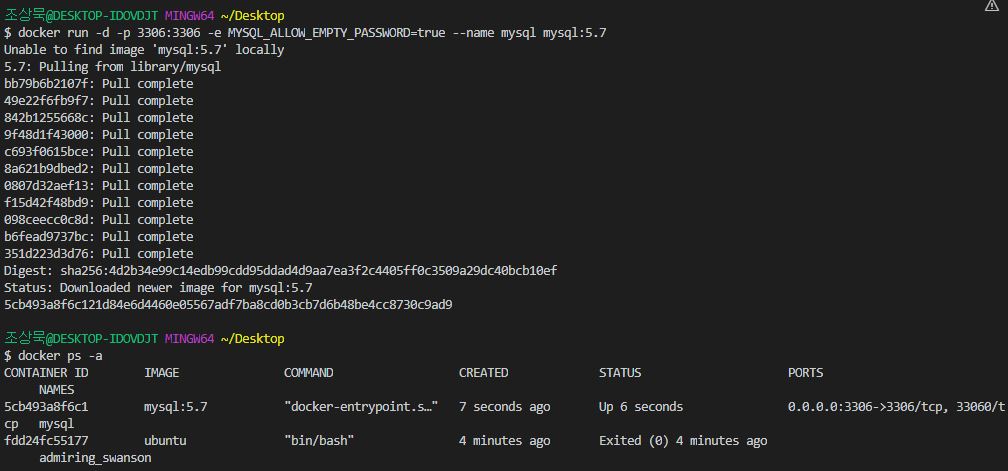 조상묵@DESKTOP-IDOVDJT MINGW64 ~/Desktop
$ docker run -d -p 3306:3306 -e MYSQL_ALLOW_EMPTY_PASSWORD=true --name mysql mysql:5.7
Unable to find image 'mysql:5.7' locally
5.7: Pulling from library/mysql
bb79b6b2107f: Pull complete
49e22f6fb9f7: Pull complete
842b1255668c: Pull complete
9f48d1f43000: Pull complete
c693f0615bce: Pull complete
8a621b9dbed2: Pull complete
0807d32aef13: Pull complete
f15d42f48bd9: Pull complete
098ceecc0c8d: Pull complete
b6fead9737bc: Pull complete
351d223d3d76: Pull complete
Digest: sha256:4d2b34e99c14edb99cdd95ddad4d9aa7ea3f2c4405ff0c3509a29dc40bcb10ef
Status: Downloaded newer image for mysql:5.7
5cb493a8f6c121d84e6d4460e05567adf7ba8cd0b3cb7d6b48be4cc8730c9ad9
조상묵@DESKTOP-IDOVDJT MINGW64 ~/Desktop
$ docker ps -a
CONTAINER ID IMAGE COMMAND CREATED STATUS PORTS
NAMES
5cb493a8f6c1 mysql:5.7 "docker-entrypoint.s…" 7 seconds ago Up 6 seconds 0.0.0.0:3306->3306/tcp, 33060/t
cp mysql
fdd24fc55177 ubuntu "bin/bash" 4 minutes ago Exited (0) 4 minutes ago
admiring_swanson